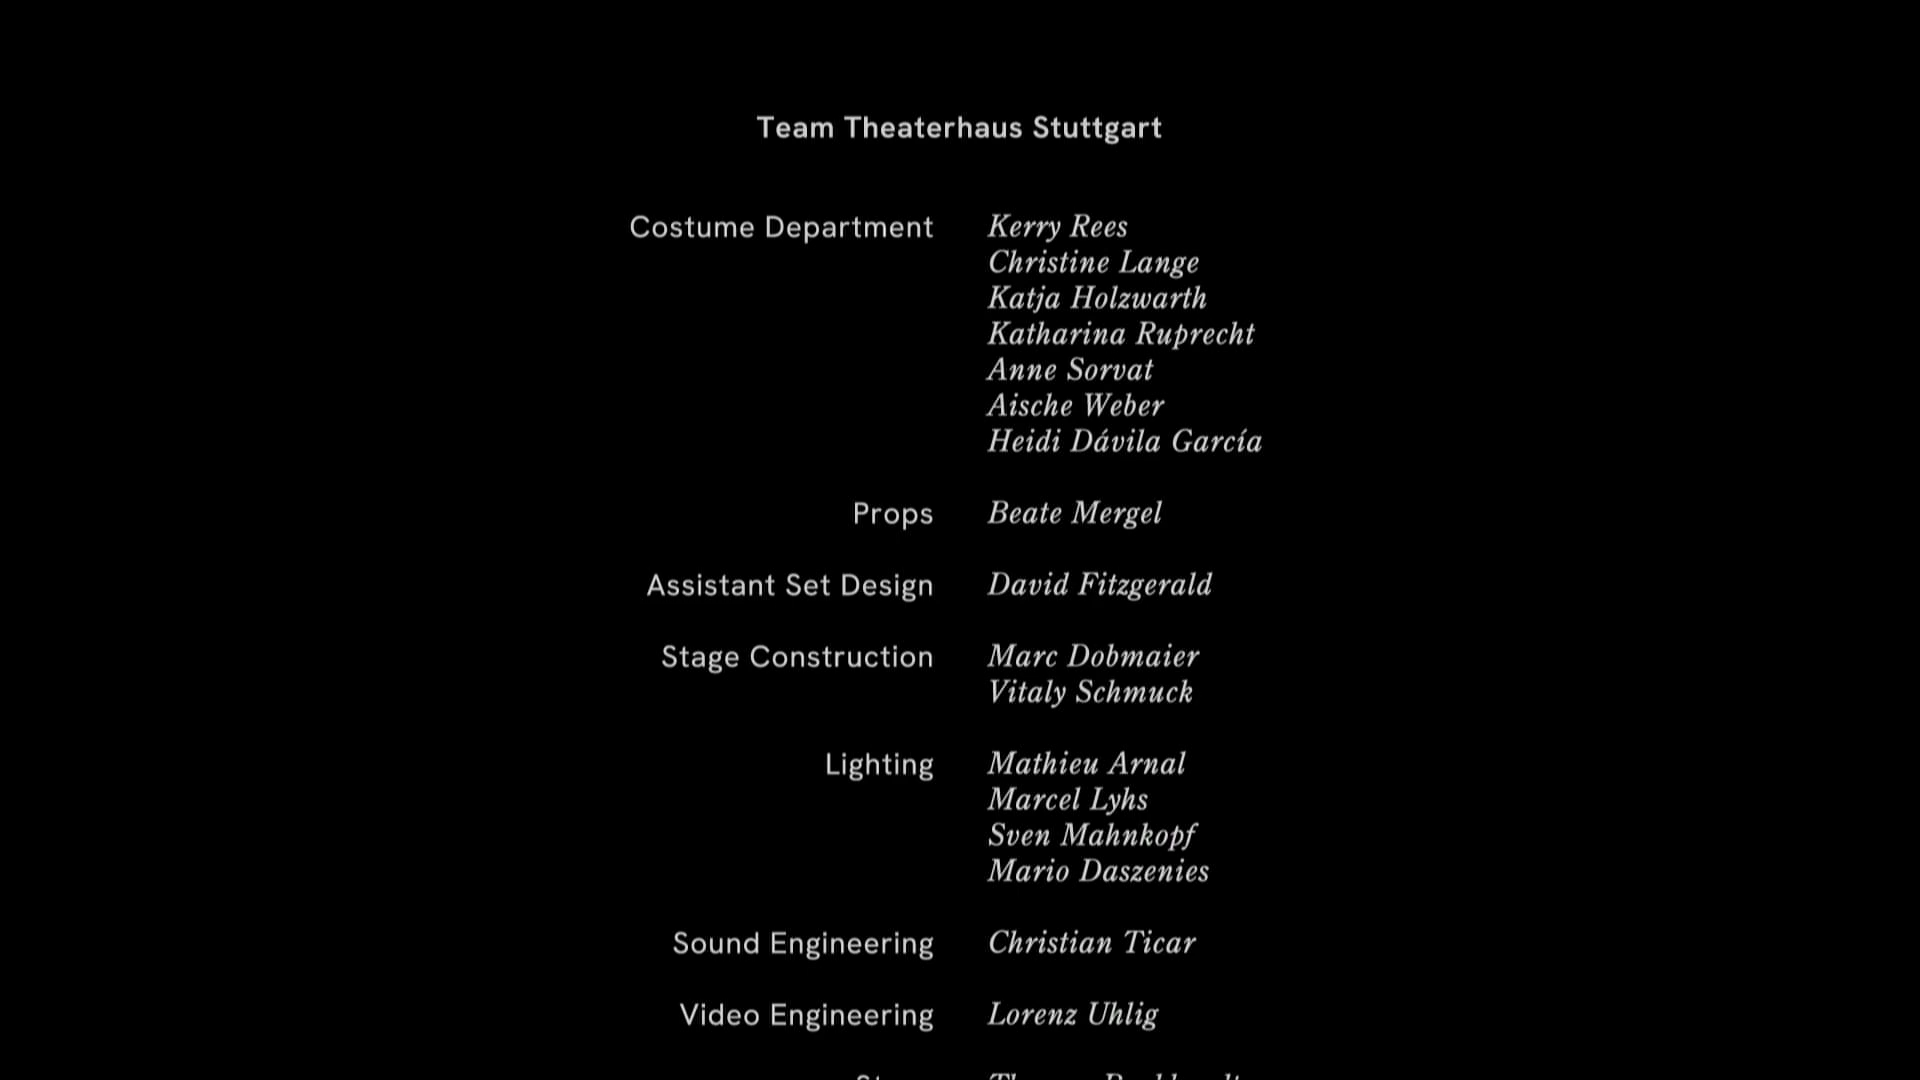 Team Theaterhaus Stuttgart
Costume Department Kerry Rees
Christine Lange
Katja Holzwarth
Katharina Ruprecht
Anne Sorvat
Aische Weber
Heidi Dávila García
Props Beate Mergel
Assistant Set Design David Fitzgerald
Stage Construction Marc Dobmaier
Vitaly Schmuck
Lighting Mathieu Arnal
Marcel Lyhs
Sven Mahnkopf
Mario Daszenies
Sound Engineering Christian Ticar
Video Engineering Lorenz Uhlig